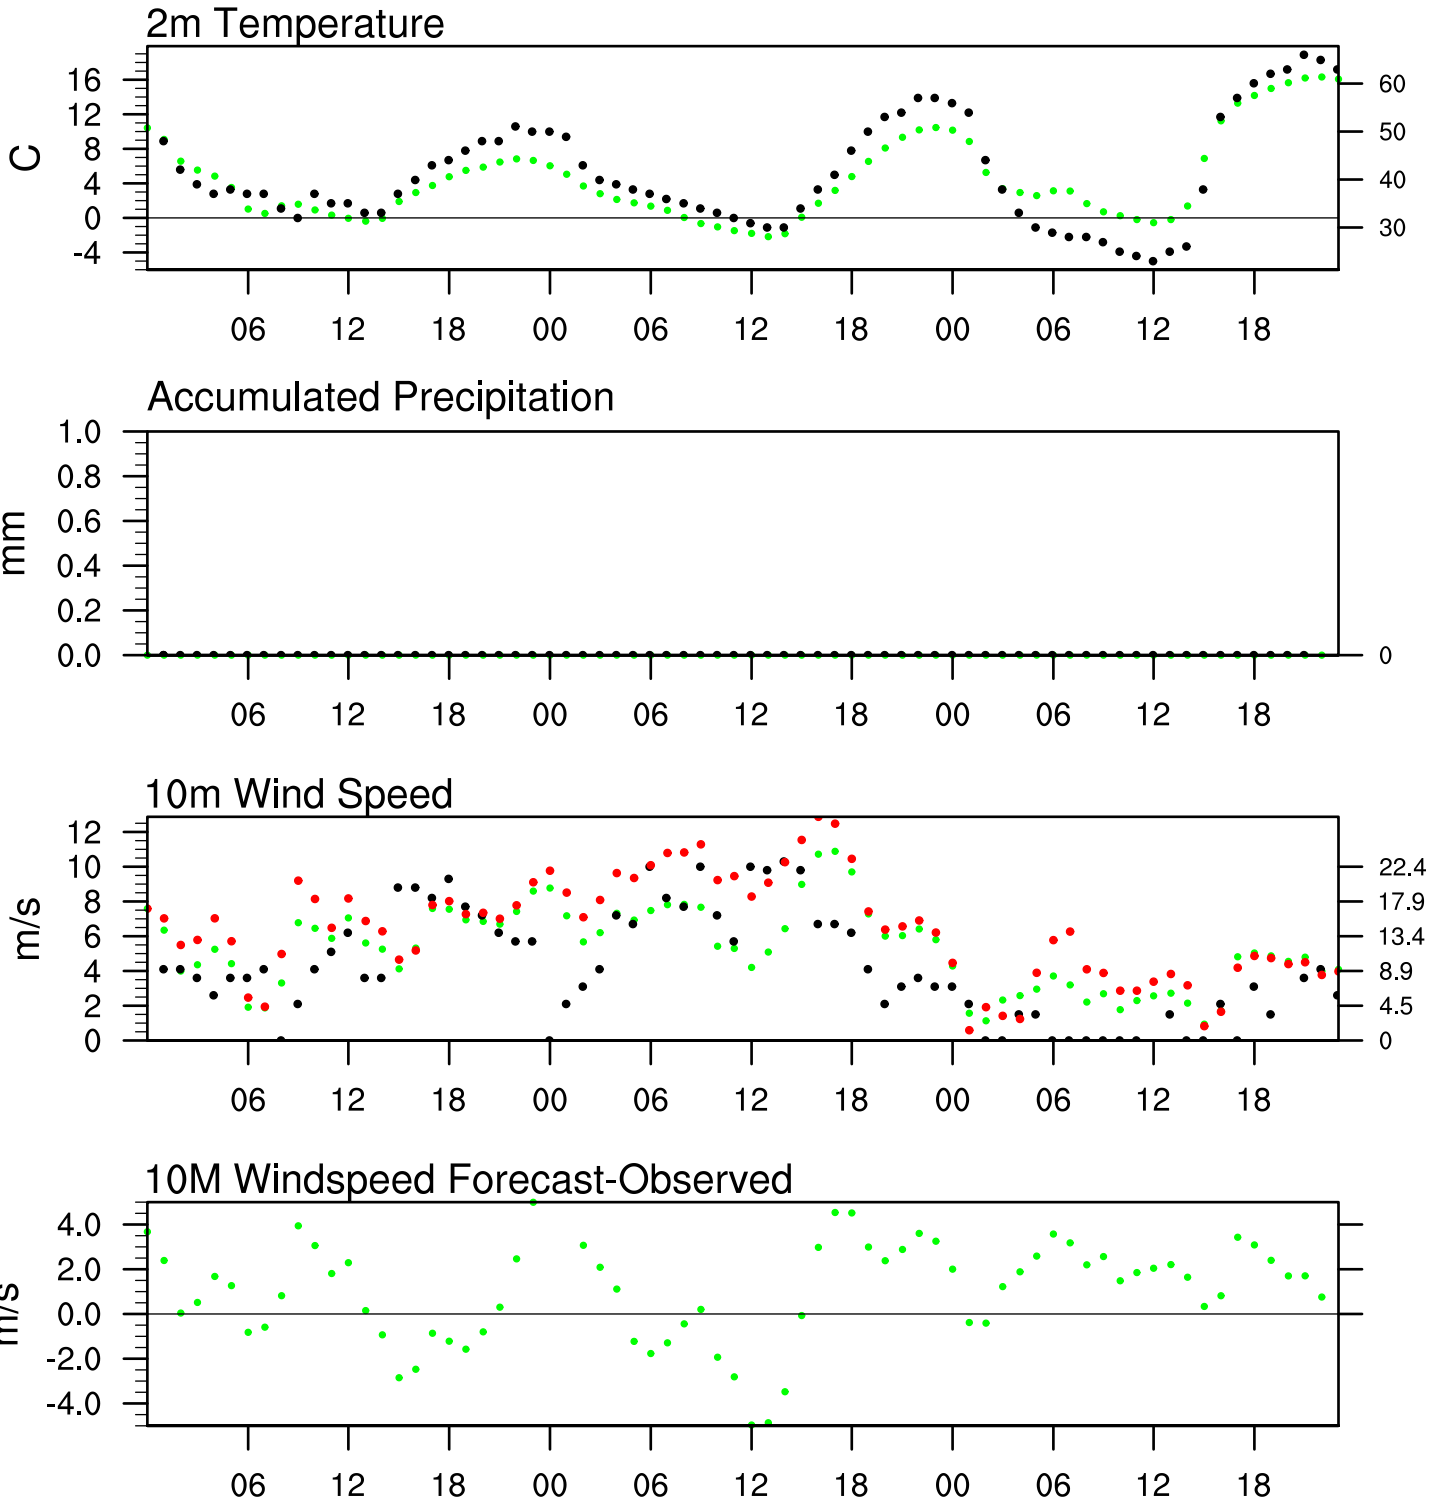 2m Temperature
16
12
8
4
0
-4
C
60
50
40
30
06 12 18 00 06 12 18 00 06 12 18
Accumulated Precipitation
1.0
0.8
0.6
0.4
0.2
0.0
mm
0
06 12 18 00 06 12 18 00 06 12 18
10m Wind Speed
12
10
8
6
4
2
0
m/s
22.4
17.9
13.4
8.9
4.5
0
06 12 18 00 06 12 18 00 06 12 18
10M Windspeed Forecast-Observed
4.0
2.0
0.0
-2.0
-4.0
m/s
06 12 18 00 06 12 18 00 06 12 18